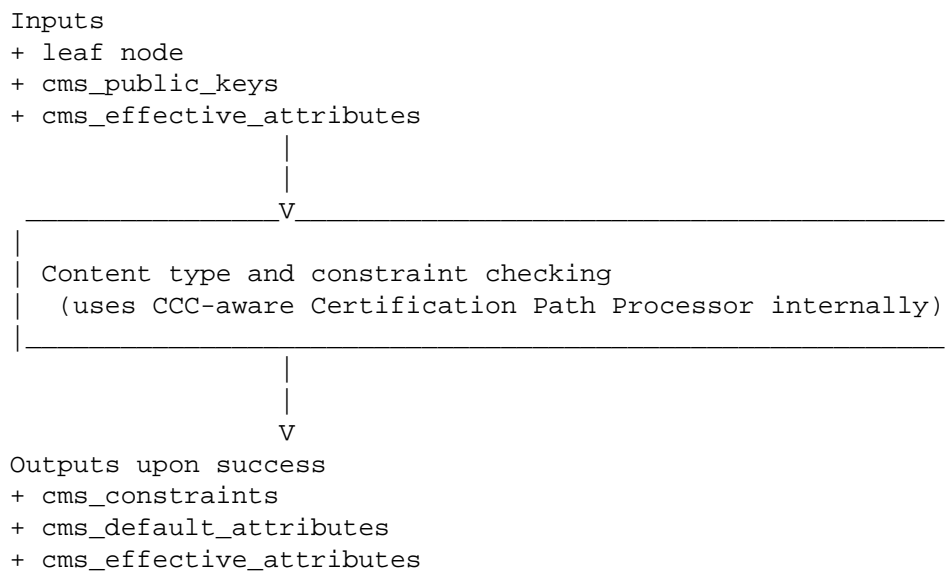 Inputs
+ leaf node
+ cms_public_keys
+ cms_effective_attributes
V
Content type and constraint checking
(uses CCC-aware Certification Path Processor internally)
V
Outputs upon success
+ cms_constraints
+ cms_default_attributes
+ cms_effective_attributes